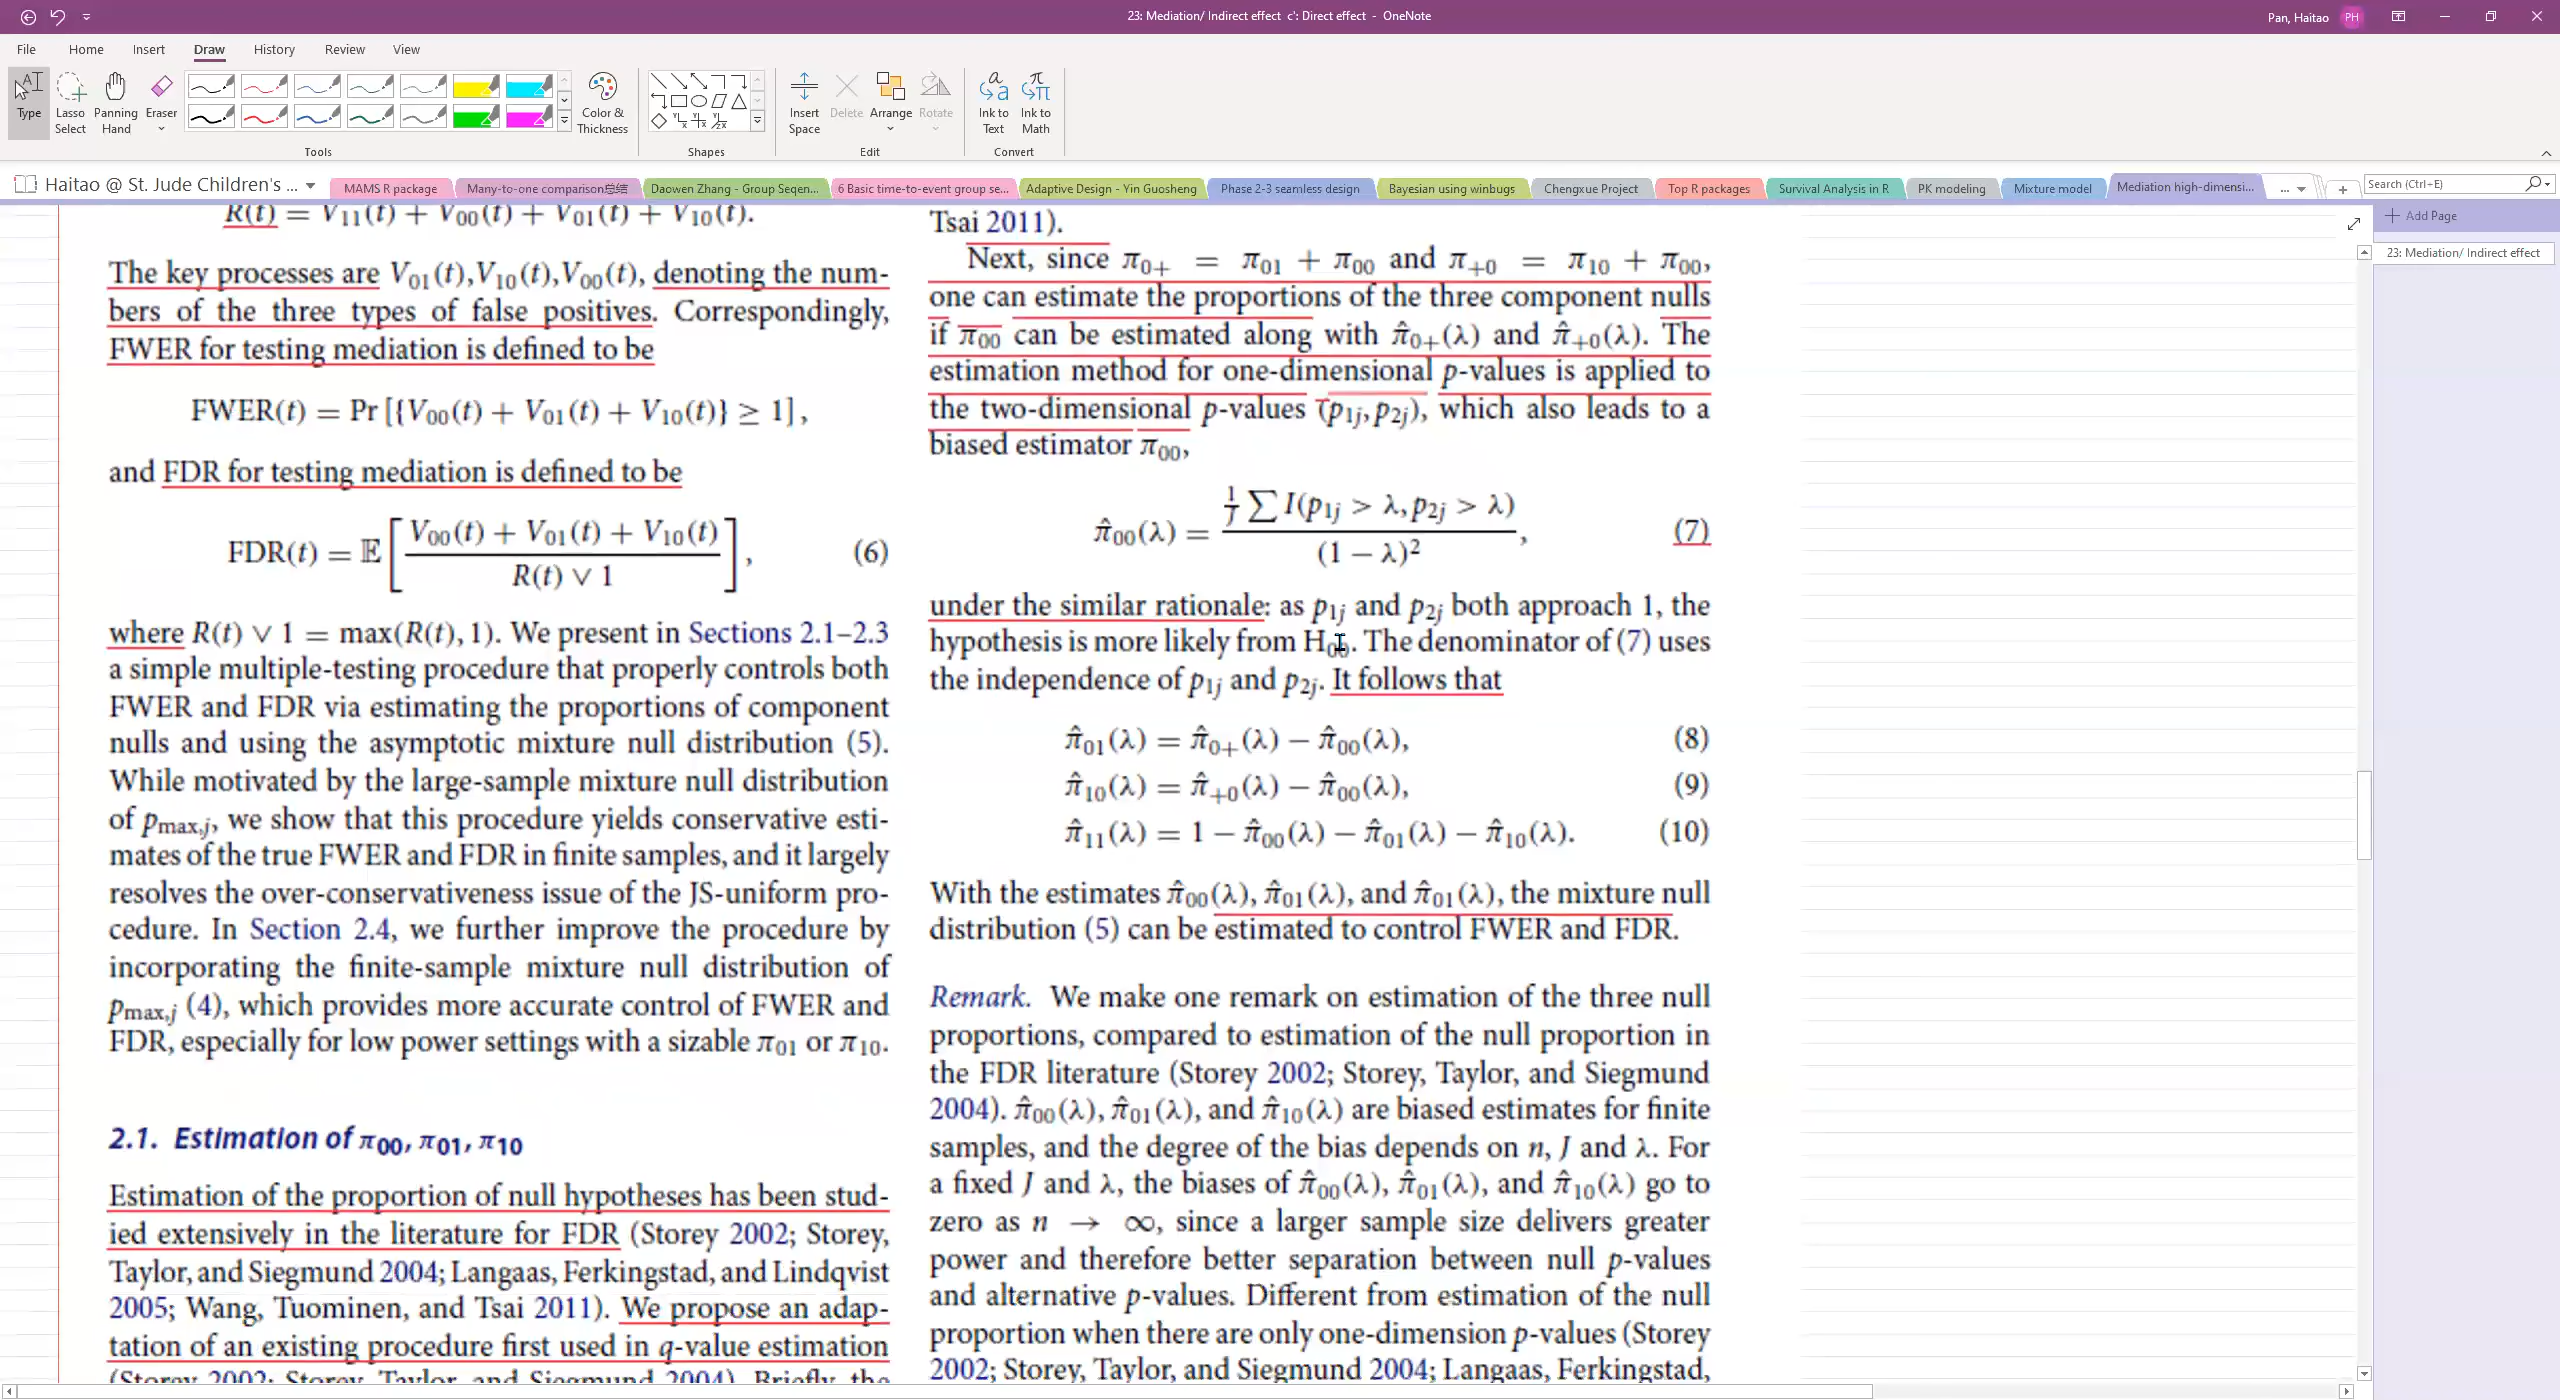 23: Mediation/ Indirect effect c': Direct effect - OneNote
Pan, Haitao PH
File Home Insert Draw History Review View
Type
Lasso Select
Panning Hand
Eraser
Color & Thickness
Insert Space
Delete
Arrange
Rotate
Ink to Text
Ink to Math
Tools Shapes Edit Convert
Haitao @ St. Jude Children's ...
MAMS R package
Many-to-one comparison总结
Daowen Zhang - Group Seqen...
6 Basic time-to-event group se...
Adaptive Design - Yin Guosheng
Phase 2-3 seamless design
Bayesian using winbugs
Chengxue Project
Top R packages
Survival Analysis in R
PK modeling
Mixture model
Mediation high-dimensi...
...
Search (Ctrl+E)
Add Page
23: Mediation/ Indirect effect
R(t) = V₁₁(t) + V₀₀(t) + V₀₁(t) + V₁₀(t).
The key processes are V₀₁(t), V₁₀(t), V₀₀(t), denoting the num-
bers of the three types of false positives. Correspondingly,
FWER for testing mediation is defined to be
FWER(t) = Pr [{V₀₀(t) + V₀₁(t) + V₁₀(t)} ≥ 1] ,
and FDR for testing mediation is defined to be
FDR(t) = 𝔼 [ (V₀₀(t) + V₀₁(t) + V₁₀(t)) / (R(t) ∨ 1) ] , (6)
where R(t) ∨ 1 = max(R(t), 1). We present in Sections 2.1–2.3
a simple multiple-testing procedure that properly controls both
FWER and FDR via estimating the proportions of component
nulls and using the asymptotic mixture null distribution (5).
While motivated by the large-sample mixture null distribution
of pmax,j, we show that this procedure yields conservative esti-
mates of the true FWER and FDR in finite samples, and it largely
resolves the over-conservativeness issue of the JS-uniform pro-
cedure. In Section 2.4, we further improve the procedure by
incorporating the finite-sample mixture null distribution of
pmax,j (4), which provides more accurate control of FWER and
FDR, especially for low power settings with a sizable π₀₁ or π₁₀.
2.1. Estimation of π₀₀, π₀₁, π₁₀
Estimation of the proportion of null hypotheses has been stud-
ied extensively in the literature for FDR (Storey 2002; Storey,
Taylor, and Siegmund 2004; Langaas, Ferkingstad, and Lindqvist
2005; Wang, Tuominen, and Tsai 2011). We propose an adap-
tation of an existing procedure first used in q-value estimation
(Storey 2002; Storey, Taylor, and Siegmund 2004). Briefly, the
Tsai 2011).
Next, since π₀₊ = π₀₁ + π₀₀ and π₊₀ = π₁₀ + π₀₀,
one can estimate the proportions of the three component nulls
if π₀₀ can be estimated along with π̂₀₊(λ) and π̂₊₀(λ). The
estimation method for one-dimensional p-values is applied to
the two-dimensional p-values (p₁ⱼ, p₂ⱼ), which also leads to a
biased estimator π₀₀,
π̂₀₀(λ) = (1/J ∑ I(p₁ⱼ > λ, p₂ⱼ > λ)) / (1 − λ)², (7)
under the similar rationale: as p₁ⱼ and p₂ⱼ both approach 1, the
hypothesis is more likely from H₀₀. The denominator of (7) uses
the independence of p₁ⱼ and p₂ⱼ. It follows that
π̂₀₁(λ) = π̂₀₊(λ) − π̂₀₀(λ), (8)
π̂₁₀(λ) = π̂₊₀(λ) − π̂₀₀(λ), (9)
π̂₁₁(λ) = 1 − π̂₀₀(λ) − π̂₀₁(λ) − π̂₁₀(λ). (10)
With the estimates π̂₀₀(λ), π̂₀₁(λ), and π̂₀₁(λ), the mixture null
distribution (5) can be estimated to control FWER and FDR.
Remark. We make one remark on estimation of the three null
proportions, compared to estimation of the null proportion in
the FDR literature (Storey 2002; Storey, Taylor, and Siegmund
2004). π̂₀₀(λ), π̂₀₁(λ), and π̂₁₀(λ) are biased estimates for finite
samples, and the degree of the bias depends on n, J and λ. For
a fixed J and λ, the biases of π̂₀₀(λ), π̂₀₁(λ), and π̂₁₀(λ) go to
zero as n → ∞, since a larger sample size delivers greater
power and therefore better separation between null p-values
and alternative p-values. Different from estimation of the null
proportion when there are only one-dimension p-values (Storey
2002; Storey, Taylor, and Siegmund 2004; Langaas, Ferkingstad,